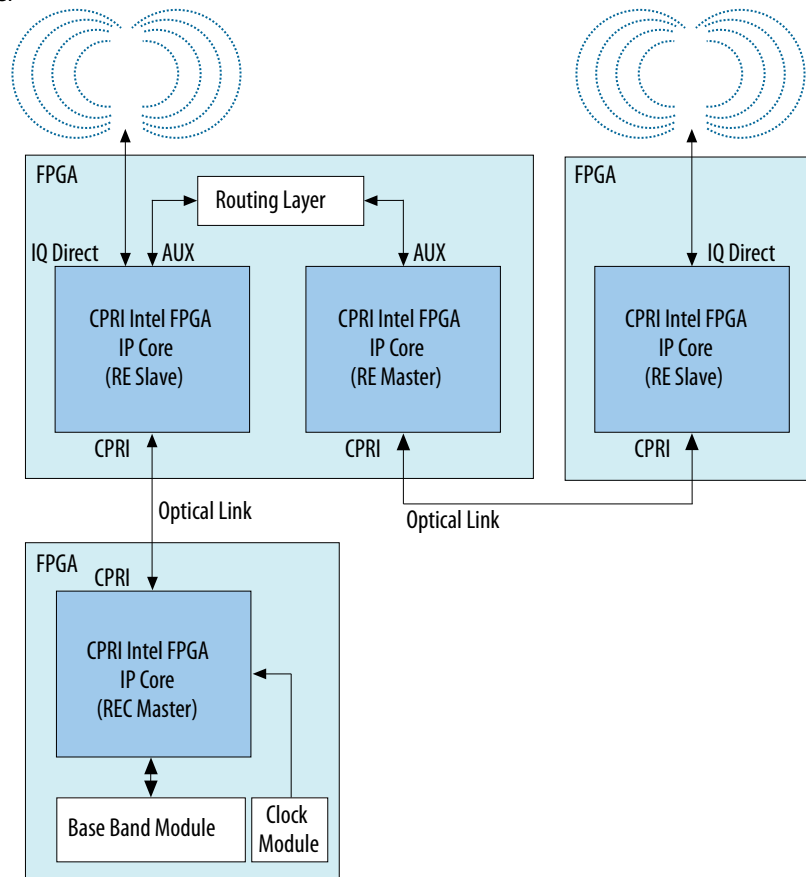 FPGA
Routing Layer
FPGA
IQ Direct
AUX
AUX
IQ Direct
CPRI Intel FPGA
IP Core
(RE Slave)
CPRI Intel FPGA
IP Core
(RE Master)
CPRI Intel FPGA
IP Core
(RE Slave)
CPRI
CPRI
CPRI
Optical Link
Optical Link
FPGA
CPRI
CPRI Intel FPGA
IP Core
(REC Master)
Base Band Module
Clock
Module